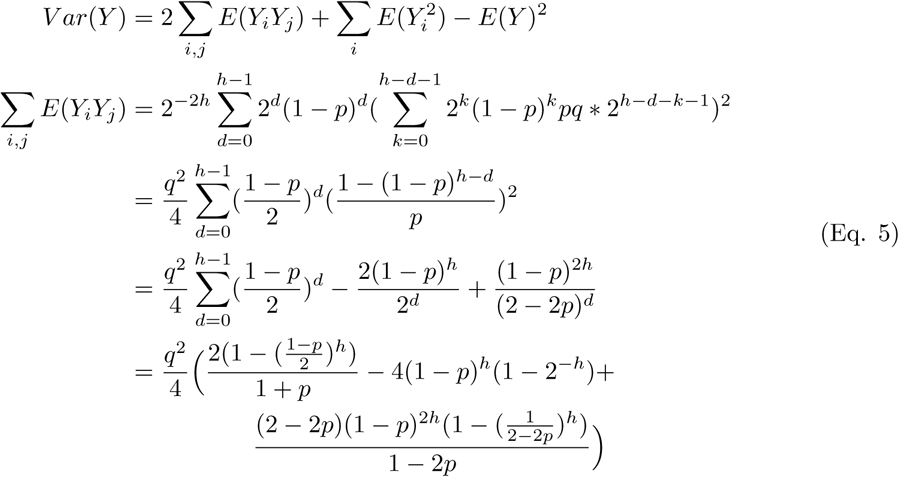 Var(Y) = 2 \sum_{i,j} E(Y_i Y_j) + \sum_i E(Y_i^2) - E(Y)^2
\sum_{i,j} E(Y_i Y_j) = 2^{-2h} \sum_{d=0}^{h-1} 2^d (1-p)^d ( \sum_{k=0}^{h-d-1} 2^k (1-p)^k pq * 2^{h-d-k-1} )^2
= \frac{q^2}{4} \sum_{d=0}^{h-1} ( \frac{1-p}{2} )^d ( \frac{1-(1-p)^{h-d}}{p} )^2
(Eq. 5)
= \frac{q^2}{4} \sum_{d=0}^{h-1} ( \frac{1-p}{2} )^d - \frac{2(1-p)^h}{2^d} + \frac{(1-p)^{2h}}{(2-2p)^d}
= \frac{q^2}{4} ( \frac{2(1-(\frac{1-p}{2})^h)}{1+p} - 4(1-p)^h (1-2^{-h}) +
\frac{(2-2p)(1-p)^{2h} (1-(\frac{1}{2-2p})^h)}{1-2p} )